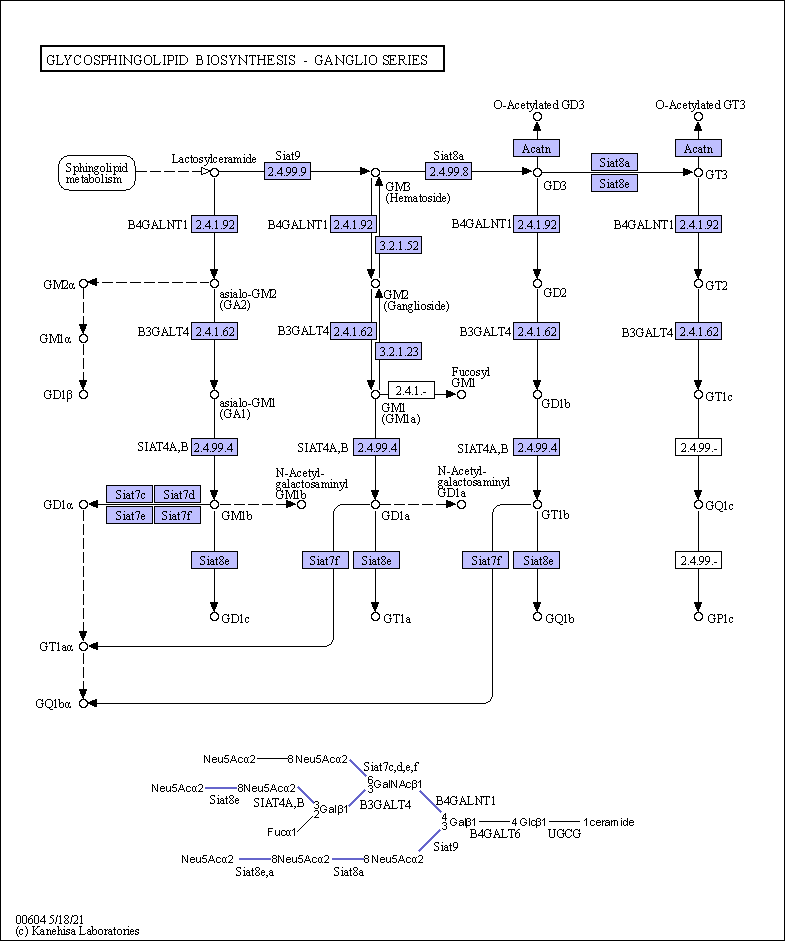 GLYCOSPHINGOLIPID BIOSYNTHESIS - GANGLIO SERIES
O-Acetylated GD3
O-Acetylated GT3
Acatn
Acatn
Sphingolipid
metabolism
Lactosylceramide
Siat9
2.4.99.9
Siat8a
2.4.99.8
Siat8a
Siat8e
GM3
(Hematoside)
GD3
GT3
B4GALNT1
2.4.1.92
B4GALNT1
2.4.1.92
B4GALNT1
2.4.1.92
B4GALNT1
2.4.1.92
3.2.1.52
GM2α
asialo-GM2
(GA2)
GM2
(Ganglioside)
GD2
GT2
GM1α
B3GALT4
2.4.1.62
B3GALT4
2.4.1.62
B3GALT4
2.4.1.62
B3GALT4
2.4.1.62
3.2.1.23
GD1β
asialo-GM1
(GA1)
2.4.1.-
Fucosyl
GM1
GM1
(GM1a)
GD1b
GT1c
SIAT4A,B
2.4.99.4
SIAT4A,B
2.4.99.4
SIAT4A,B
2.4.99.4
2.4.99.-
N-Acetyl-
galactosaminyl
GM1b
N-Acetyl-
galactosaminyl
GD1a
GD1α
Siat7c
Siat7d
Siat7e
Siat7f
GM1b
GD1a
GT1b
GQ1c
Siat8e
Siat7f
Siat8e
Siat7f
Siat8e
2.4.99.-
GD1c
GT1a
GQ1b
GP1c
GT1aα
GQ1bα
Neu5Acα2
8 Neu5Acα2
Siat7c,d,e,f
Neu5Acα2
8Neu5Acα2
6
3
GalNAcβ1
Siat8e
SIAT4A,B
3
2
Galβ1
B3GALT4
B4GALNT1
Fucα1
4
3
Galβ1
4 Glcβ1
1ceramide
B4GALT6
UGCG
Siat9
Neu5Acα2
8Neu5Acα2
8 Neu5Acα2
Siat8e,a
Siat8a
00604 5/18/21
(c) Kanehisa Laboratories